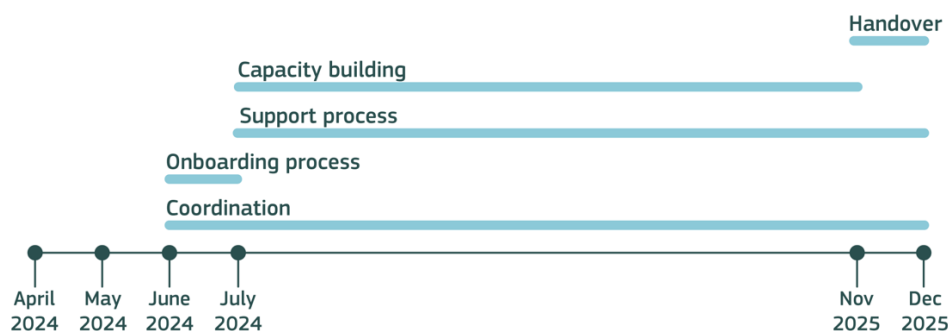 Handover
Capacity building
Support process
Onboarding process
Coordination
April May June July Nov Dec
2024 2024 2024 2024 2025 2025